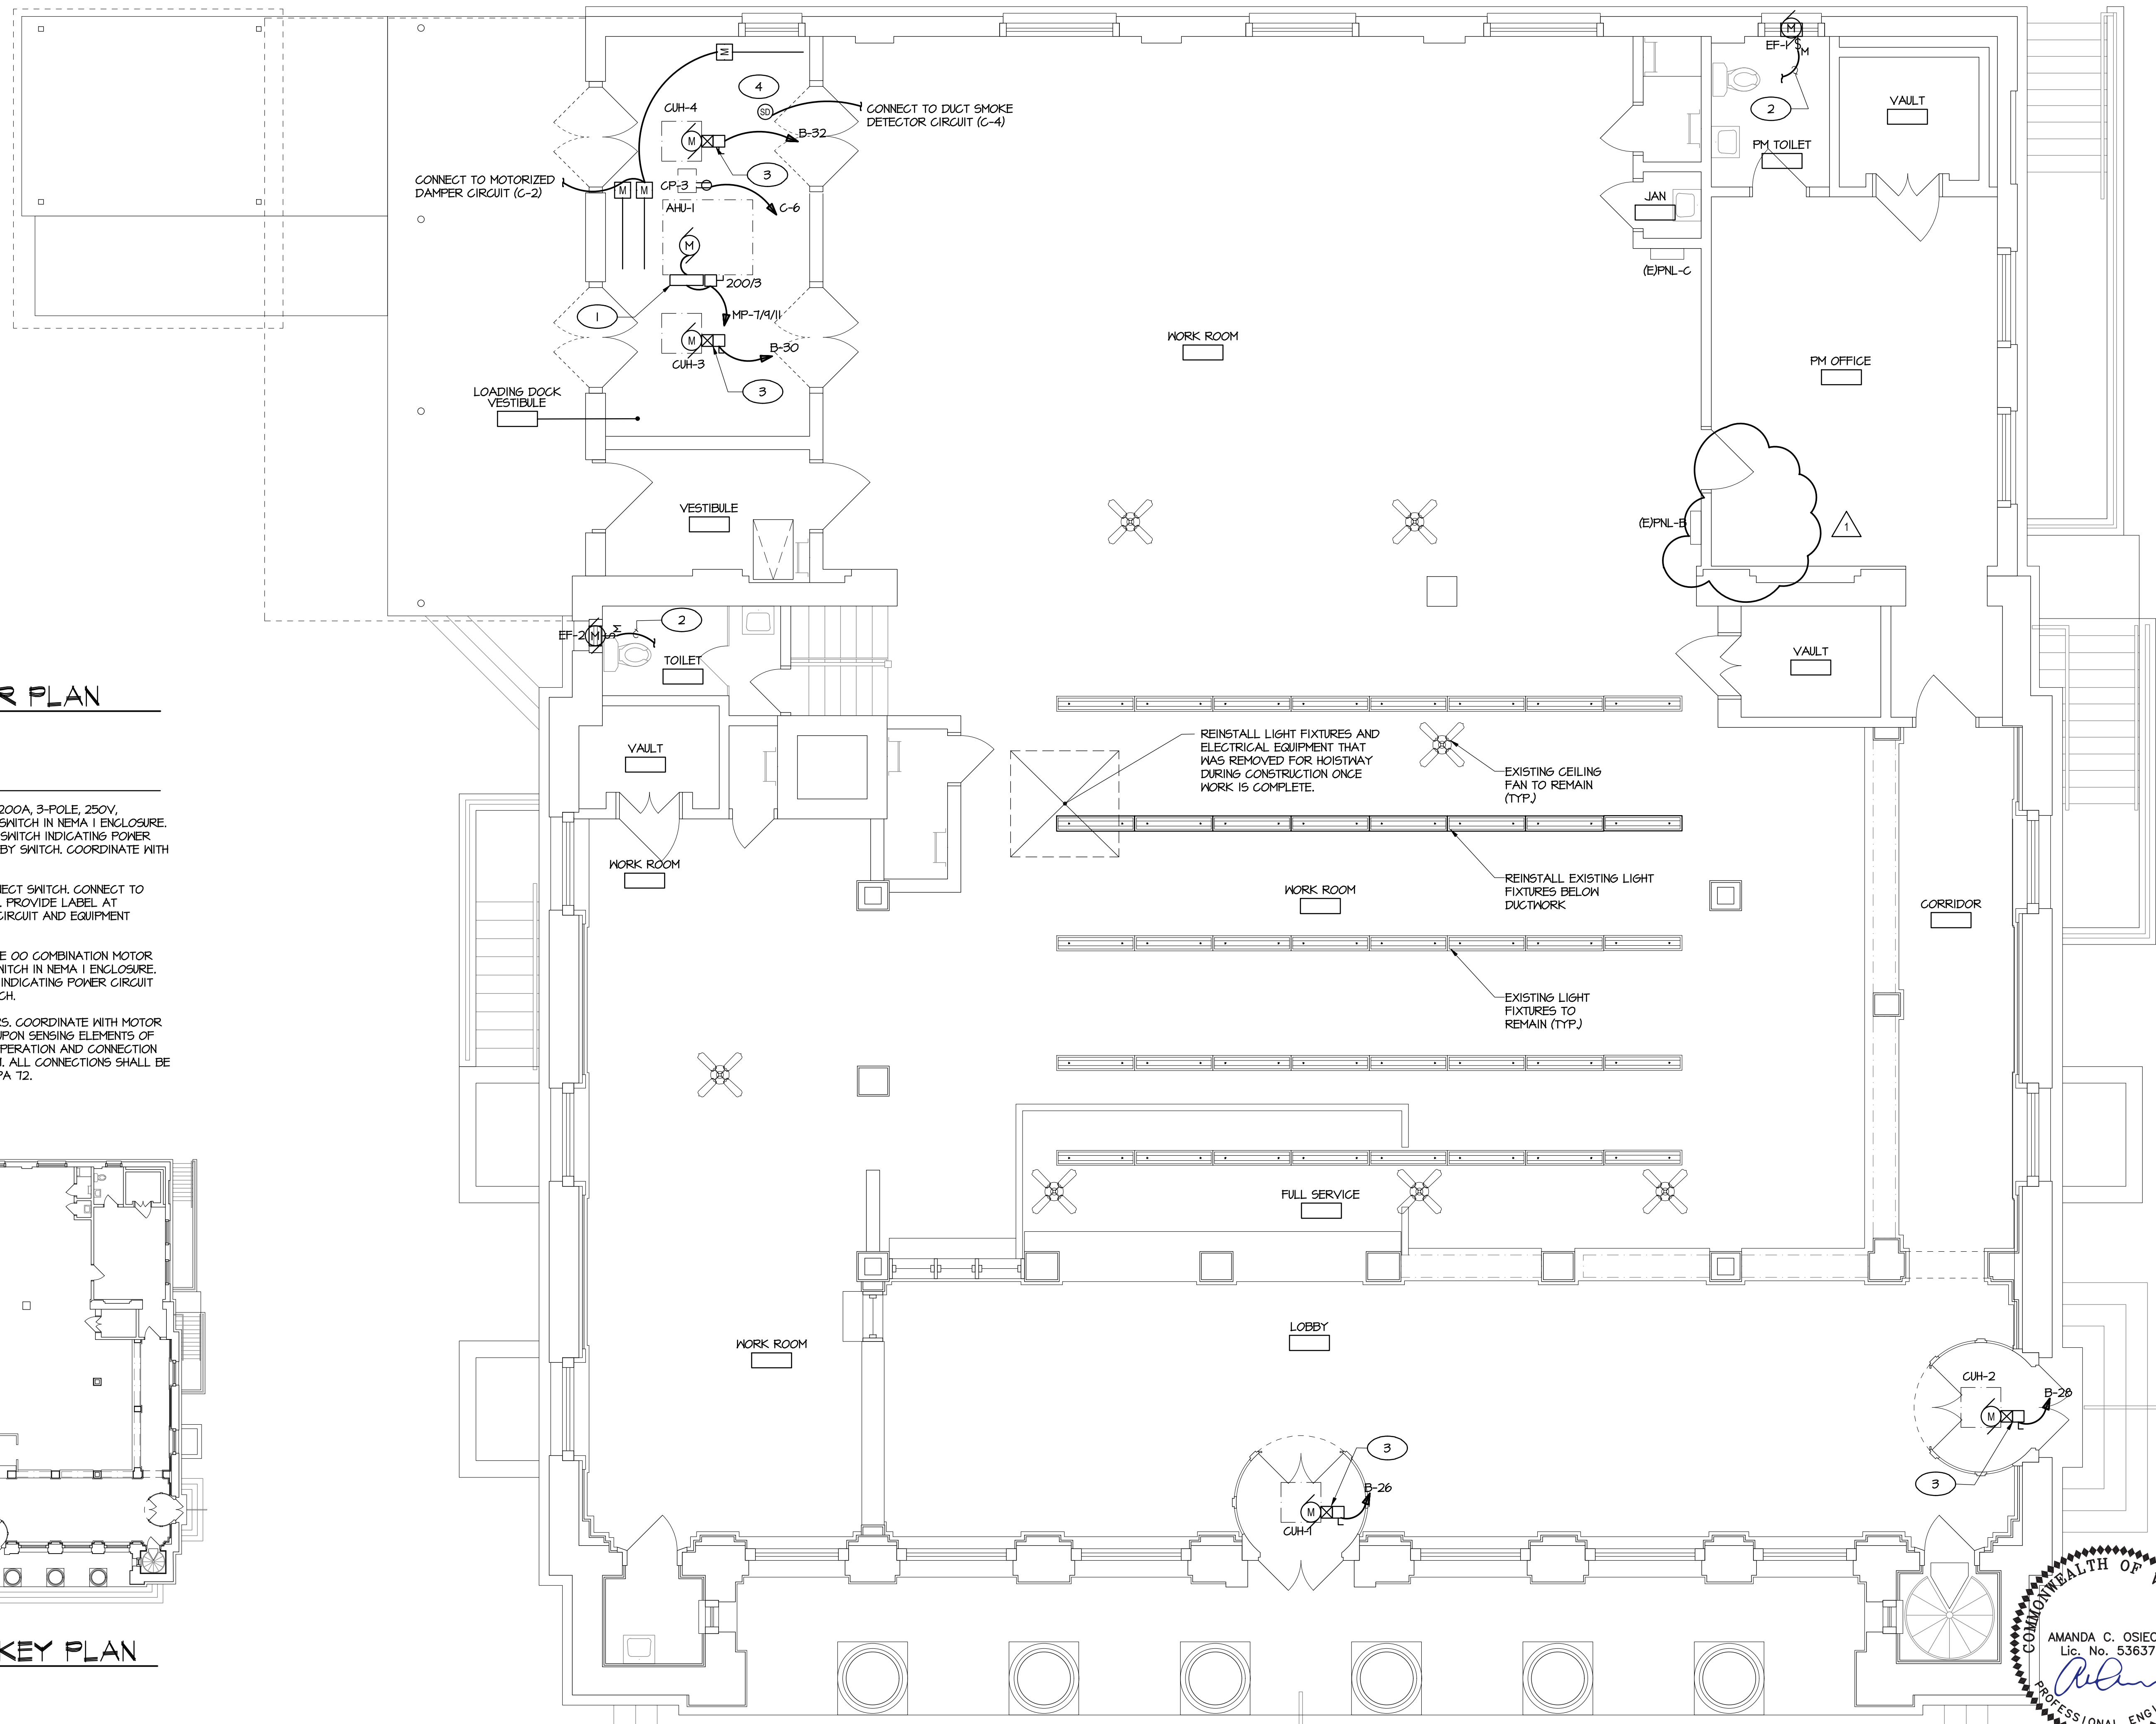 EF-1
S
M
4
CUH-4
SD
CONNECT TO DUCT SMOKE
DETECTOR CIRCUIT (C-4)
B-32
M
3
CONNECT TO MOTORIZED
DAMPER CIRCUIT (C-2)
M
M
CP-3
C-6
AHU-1
M
200/3
1
MP-7/9/11
M
B-30
CUH-3
3
LOADING DOCK
VESTIBULE
2
PM TOILET
VAULT
JAN
(E)PNL-C
WORK ROOM
PM OFFICE
VESTIBULE
(E)PNL-B
1
EF-2
M
S
M
2
TOILET
VAULT
VAULT
R PLAN
REINSTALL LIGHT FIXTURES AND
ELECTRICAL EQUIPMENT THAT
WAS REMOVED FOR HOISTWAY
DURING CONSTRUCTION ONCE
WORK IS COMPLETE.
EXISTING CEILING
FAN TO REMAIN
(TYP.)
200A, 3-POLE, 250V,
SWITCH IN NEMA 1 ENCLOSURE.
SWITCH INDICATING POWER
BY SWITCH. COORDINATE WITH
NECT SWITCH. CONNECT TO
. PROVIDE LABEL AT
CIRCUIT AND EQUIPMENT
E 00 COMBINATION MOTOR
WITCH IN NEMA 1 ENCLOSURE.
INDICATING POWER CIRCUIT
CH.
RS. COORDINATE WITH MOTOR
UPON SENSING ELEMENTS OF
PERATION AND CONNECTION
M. ALL CONNECTIONS SHALL BE
PA 72.
WORK ROOM
REINSTALL EXISTING LIGHT
FIXTURES BELOW
DUCTWORK
WORK ROOM
CORRIDOR
EXISTING LIGHT
FIXTURES TO
REMAIN (TYP.)
FULL SERVICE
LOBBY
WORK ROOM
CUH-2
M
B-28
3
3
M
B-26
CUH-1
KEY PLAN
COMMONWEALTH OF
AMANDA C. OSIEC
Lic. No. 53637
PROFESSIONAL ENGI